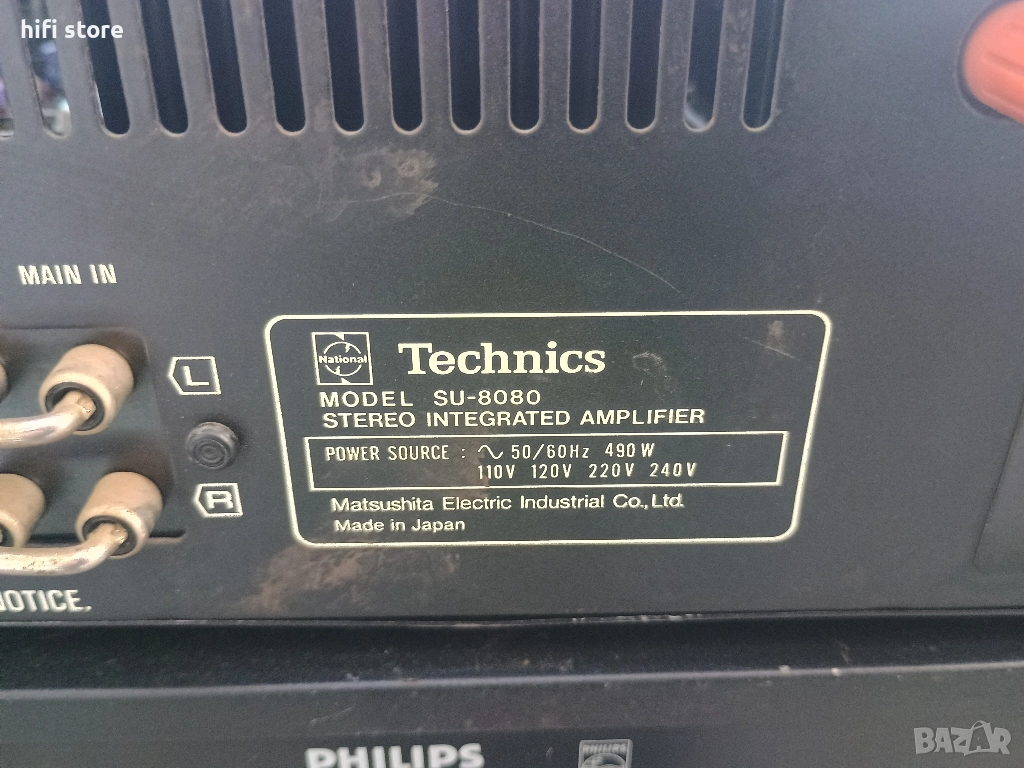 hifi store
MAIN IN
L
National
Technics
MODEL SU-8080
STEREO INTEGRATED AMPLIFIER
POWER SOURCE : ∿ 50/60Hz 490W
110V 120V 220V 240V
Matsushita Electric Industrial Co., Ltd.
Made in Japan
R
NOTICE.
PHILIPS
PHILIPS
BAZAR